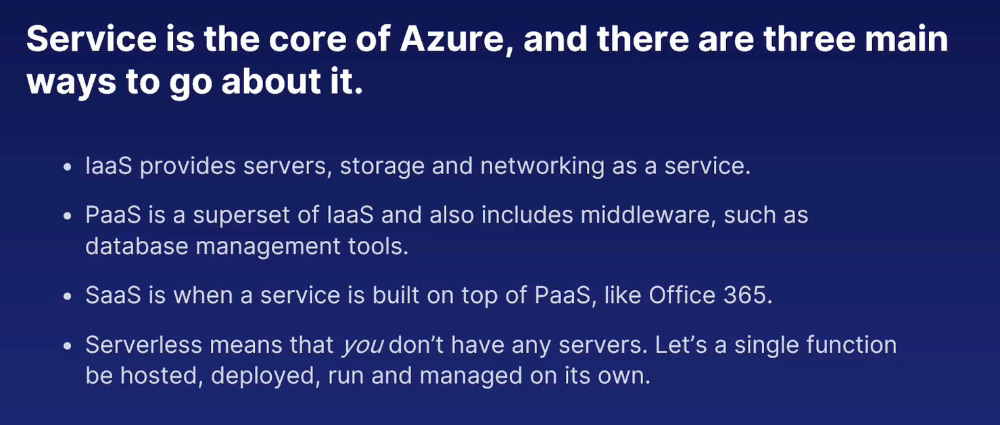 Service is the core of Azure, and there are three main
ways to go about it.
• IaaS provides servers, storage and networking as a service.
• PaaS is a superset of IaaS and also includes middleware, such as
database management tools.
• SaaS is when a service is built on top of PaaS, like Office 365.
• Serverless means that you don’t have any servers. Let’s a single function
be hosted, deployed, run and managed on its own.